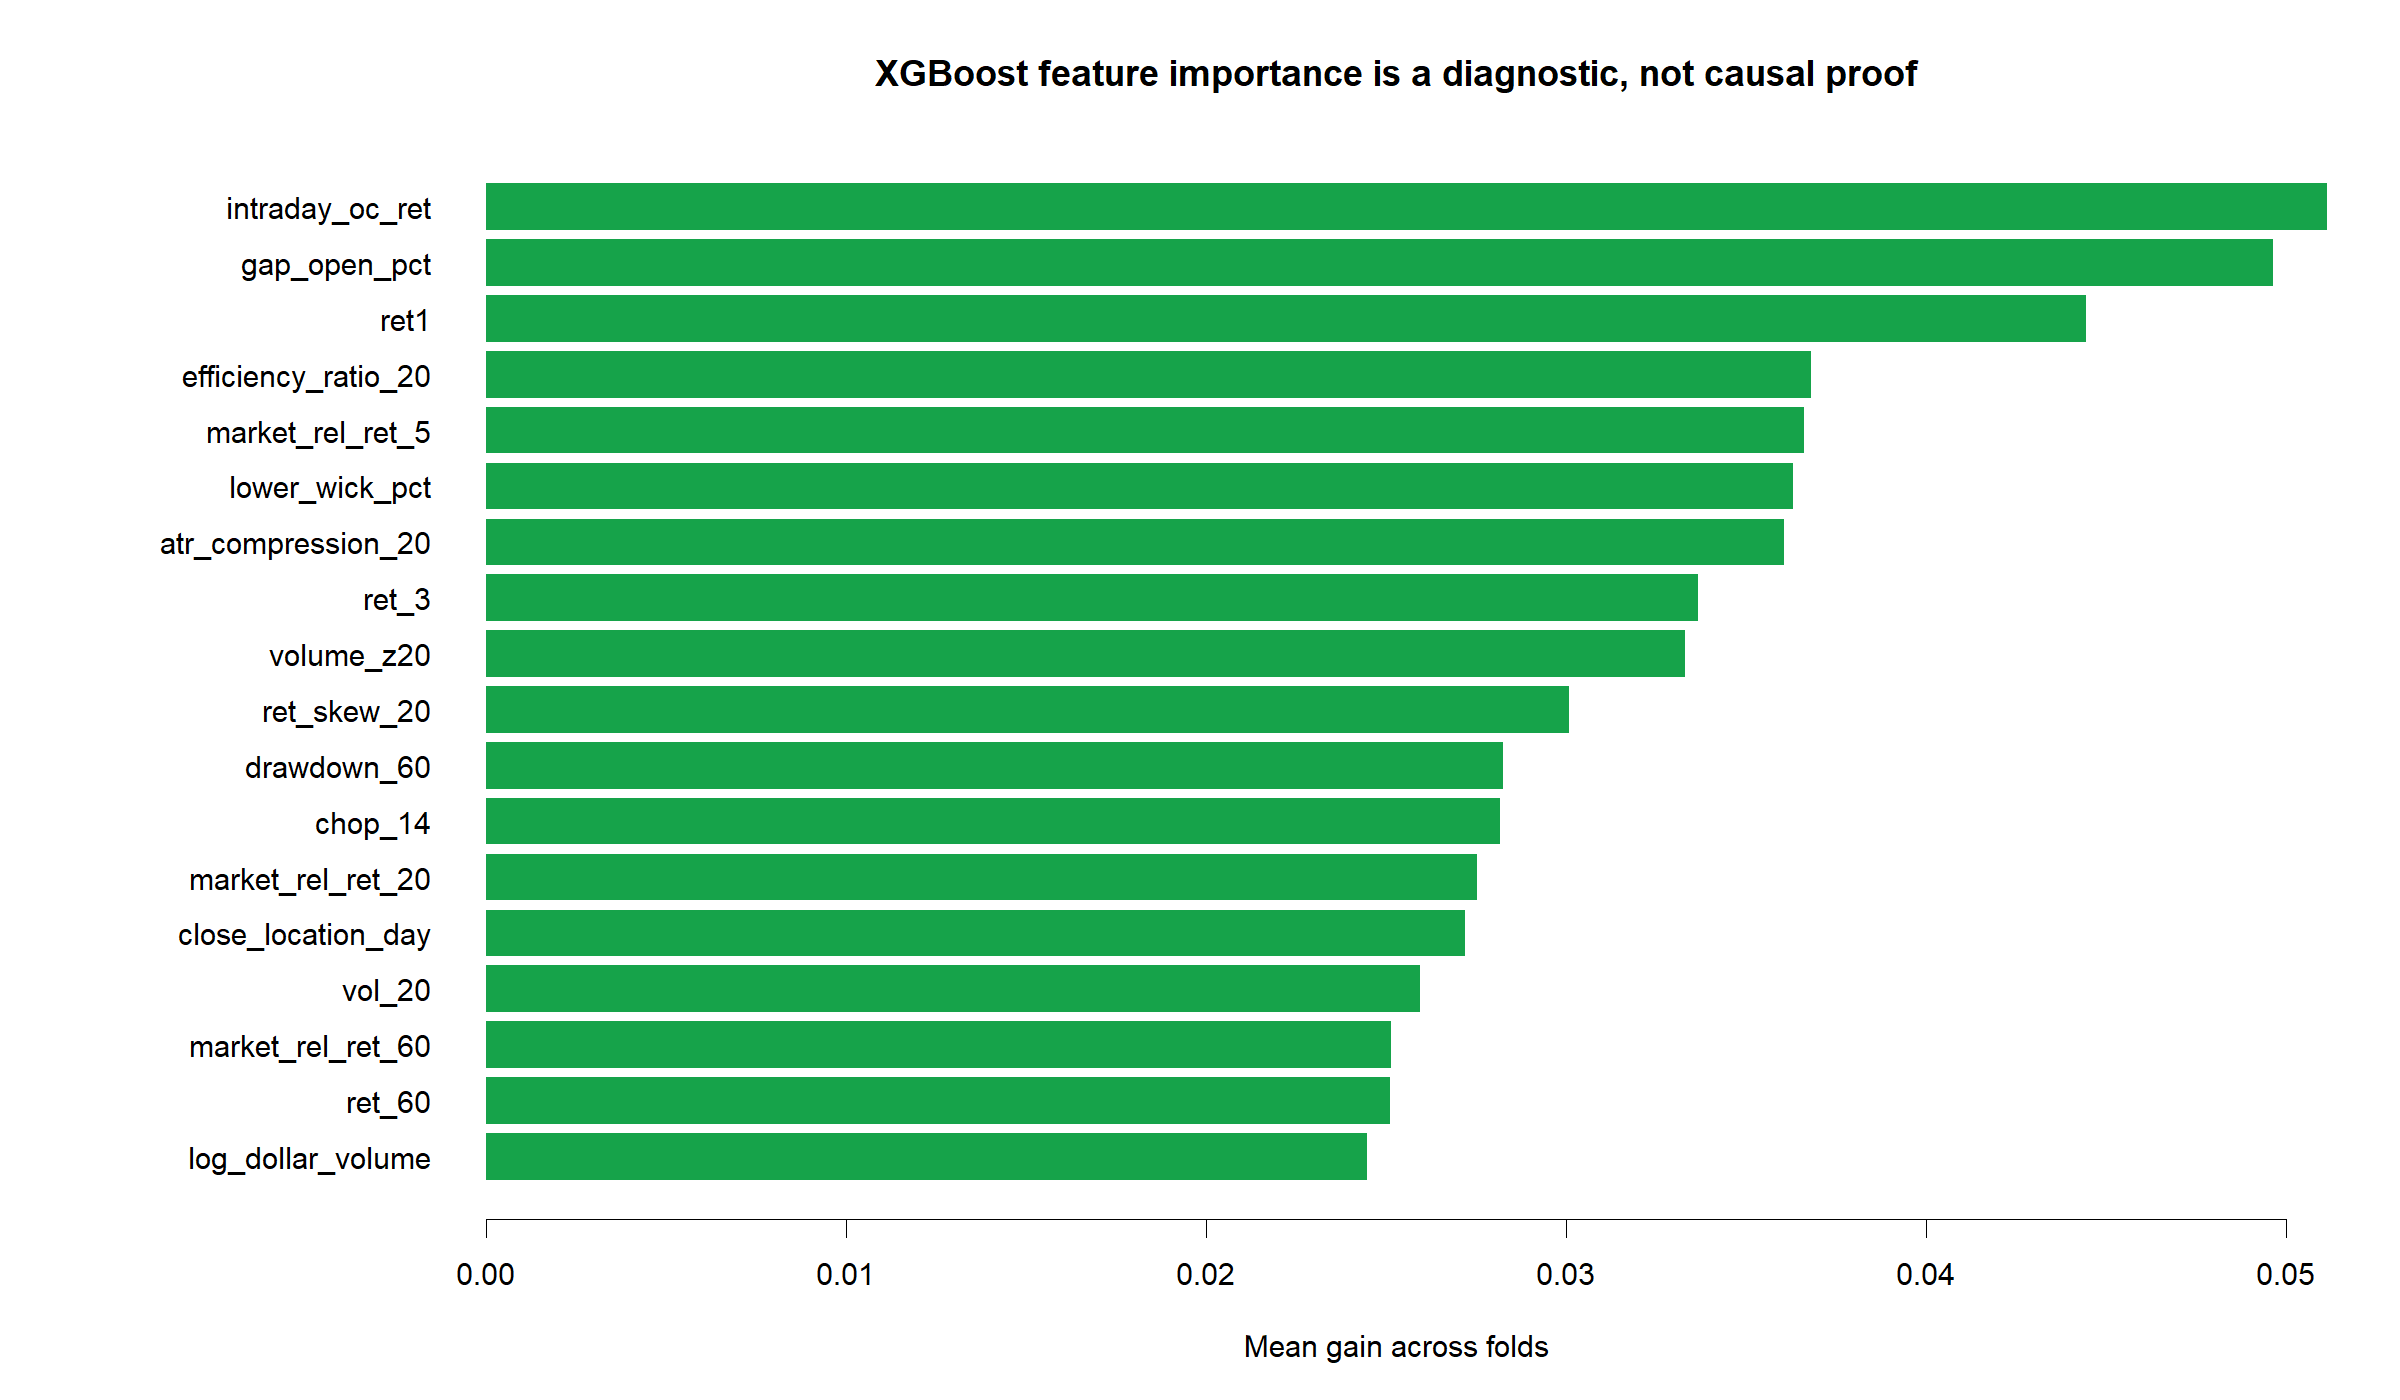 XGBoost feature importance is a diagnostic, not causal proof
intraday_oc_ret
gap_open_pct
ret1
efficiency_ratio_20
market_rel_ret_5
lower_wick_pct
atr_compression_20
ret_3
volume_z20
ret_skew_20
drawdown_60
chop_14
market_rel_ret_20
close_location_day
vol_20
market_rel_ret_60
ret_60
log_dollar_volume
0.00 0.01 0.02 0.03 0.04 0.05
Mean gain across folds